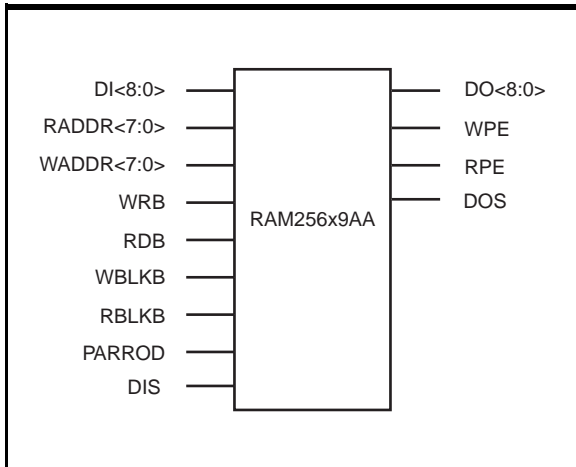 DI<8:0>
RADDR<7:0>
WADDR<7:0>
WRB
RDB
WBLKB
RBLKB
PARROD
DIS
RAM256x9AA
DO<8:0>
WPE
RPE
DOS